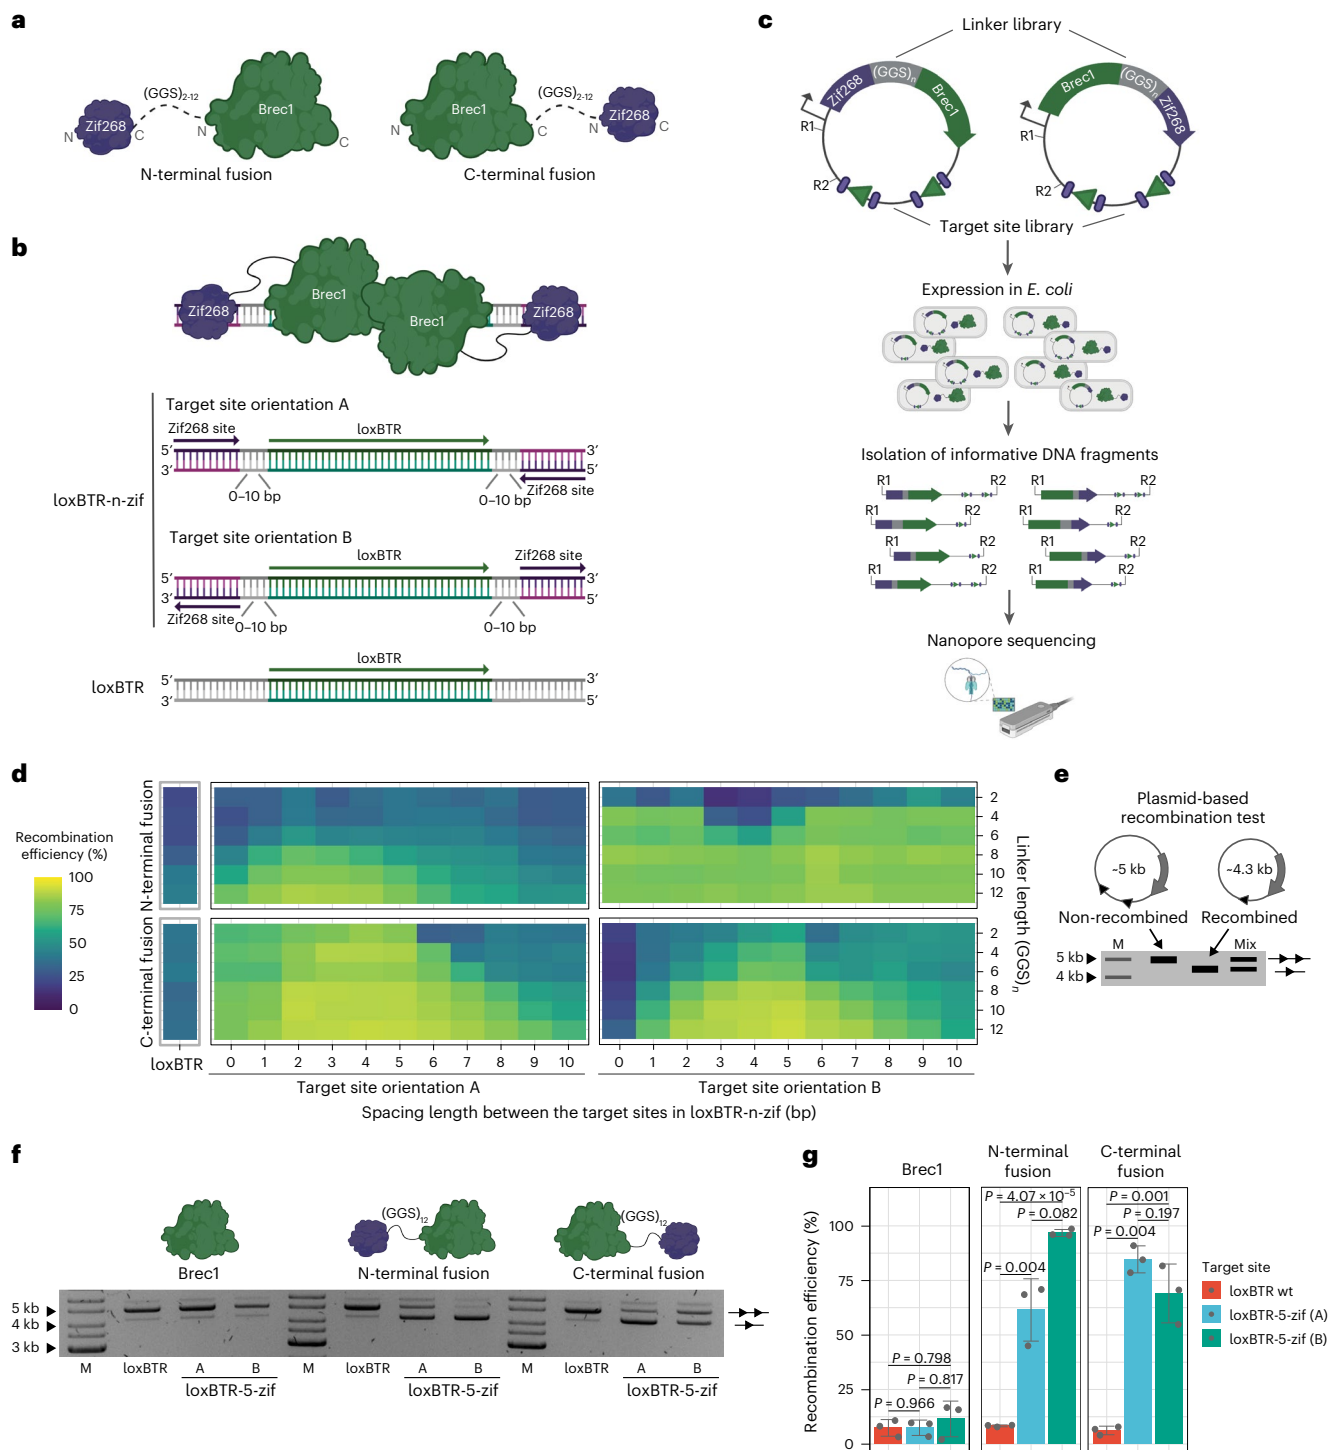 a
(GGS)2-12
Zif268
N
C
N
Brec1
C
N-terminal fusion
(GGS)2-12
N
Brec1
C
N
Zif268
C
C-terminal fusion
b
Zif268
Brec1
Brec1
Zif268
loxBTR-n-zif
Target site orientation A
Zif268 site
loxBTR
5′
3′
3′
5′
0–10 bp
0–10 bp
Zif268 site
Target site orientation B
loxBTR
Zif268 site
5′
3′
3′
5′
Zif268 site
0–10 bp
0–10 bp
loxBTR
loxBTR
5′
3′
3′
5′
c
Linker library
Zif268
(GGS)n
Brec1
R1
R2
Brec1
(GGS)n
Zif268
R1
R2
Target site library
Expression in E. coli
Isolation of informative DNA fragments
R1 R2 R1 R2
R1 R2 R1 R2
R1 R2 R1 R2
R1 R2 R1 R2
Nanopore sequencing
d
Recombination
efficiency (%)
100
75
50
25
0
N-terminal fusion
C-terminal fusion
2
4
6
8
10
12
2
4
6
8
10
12
Linker length (GGS)n
loxBTR
0 1 2 3 4 5 6 7 8 9 10
0 1 2 3 4 5 6 7 8 9 10
Target site orientation A
Target site orientation B
Spacing length between the target sites in loxBTR-n-zif (bp)
e
Plasmid-based
recombination test
~5 kb
~4.3 kb
Non-recombined
Recombined
M
Mix
5 kb
4 kb
f
Brec1
(GGS)12
N-terminal fusion
(GGS)12
C-terminal fusion
5 kb
4 kb
3 kb
M loxBTR A B M loxBTR A B M loxBTR A B
loxBTR-5-zif
loxBTR-5-zif
loxBTR-5-zif
g
Brec1
N-terminal
fusion
C-terminal
fusion
Recombination efficiency (%)
100
75
50
25
0
P = 0.798
P = 0.817
P = 0.966
P = 4.07 × 10−5
P = 0.082
P = 0.004
P = 0.001
P = 0.197
P = 0.004
Target site
loxBTR wt
loxBTR-5-zif (A)
loxBTR-5-zif (B)